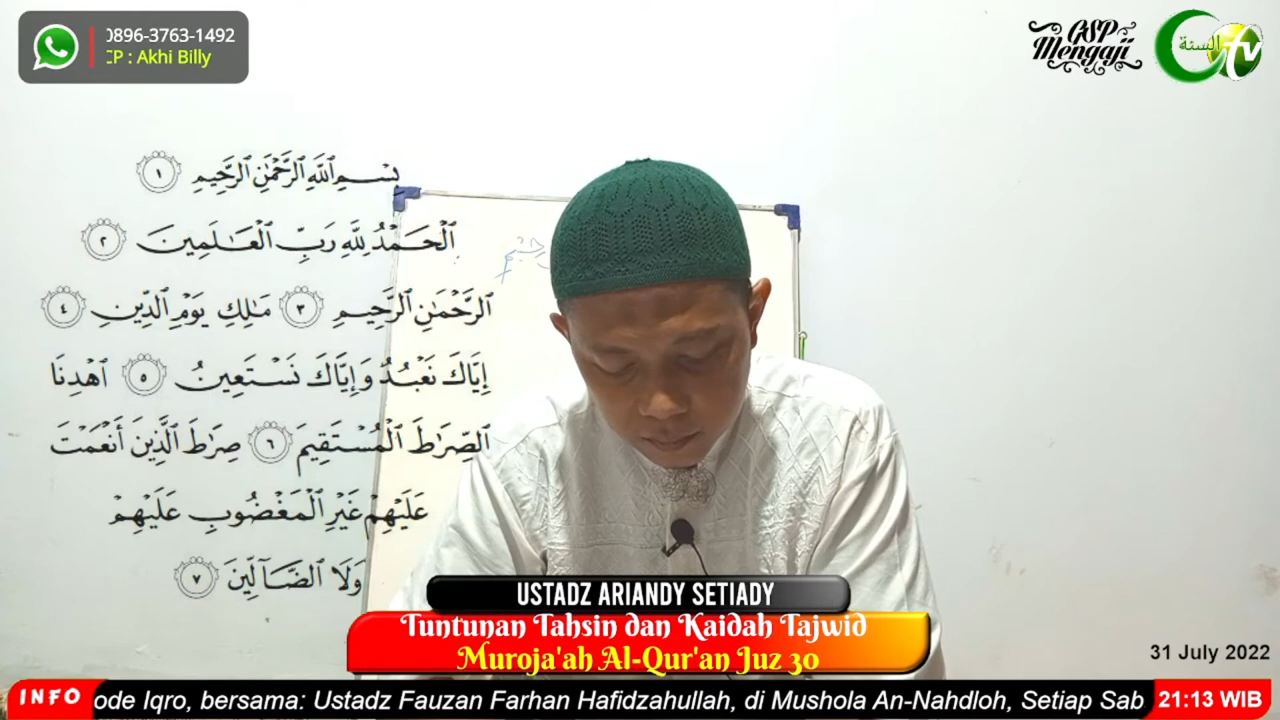 0896-3763-1492
CP : Akhi Billy
GSP
Mengaji
السنة
tv
بِسْمِ ٱللَّهِ ٱلرَّحْمَٰنِ ٱلرَّحِيمِ ١
ٱلْحَمْدُ لِلَّهِ رَبِّ ٱلْعَٰلَمِينَ ٢
ٱلرَّحْمَٰنِ ٱلرَّحِيمِ ٣ مَٰلِكِ يَوْمِ ٱلدِّينِ ٤
إِيَّاكَ نَعْبُدُ وَإِيَّاكَ نَسْتَعِينُ ٥ ٱهْدِنَا
ٱلصِّرَٰطَ ٱلْمُسْتَقِيمَ ٦ صِرَٰطَ ٱلَّذِينَ أَنْعَمْتَ
عَلَيْهِمْ غَيْرِ ٱلْمَغْضُوبِ عَلَيْهِمْ
وَلَا ٱلضَّآلِّينَ ٧
USTADZ ARIANDY SETIADY
Tuntunan Tahsin dan Kaidah Tajwid
Muroja'ah Al-Qur'an Juz 30
31 July 2022
INFO ode Iqro, bersama: Ustadz Fauzan Farhan Hafidzahullah, di Mushola An-Nahdloh, Setiap Sab 21:13 WIB